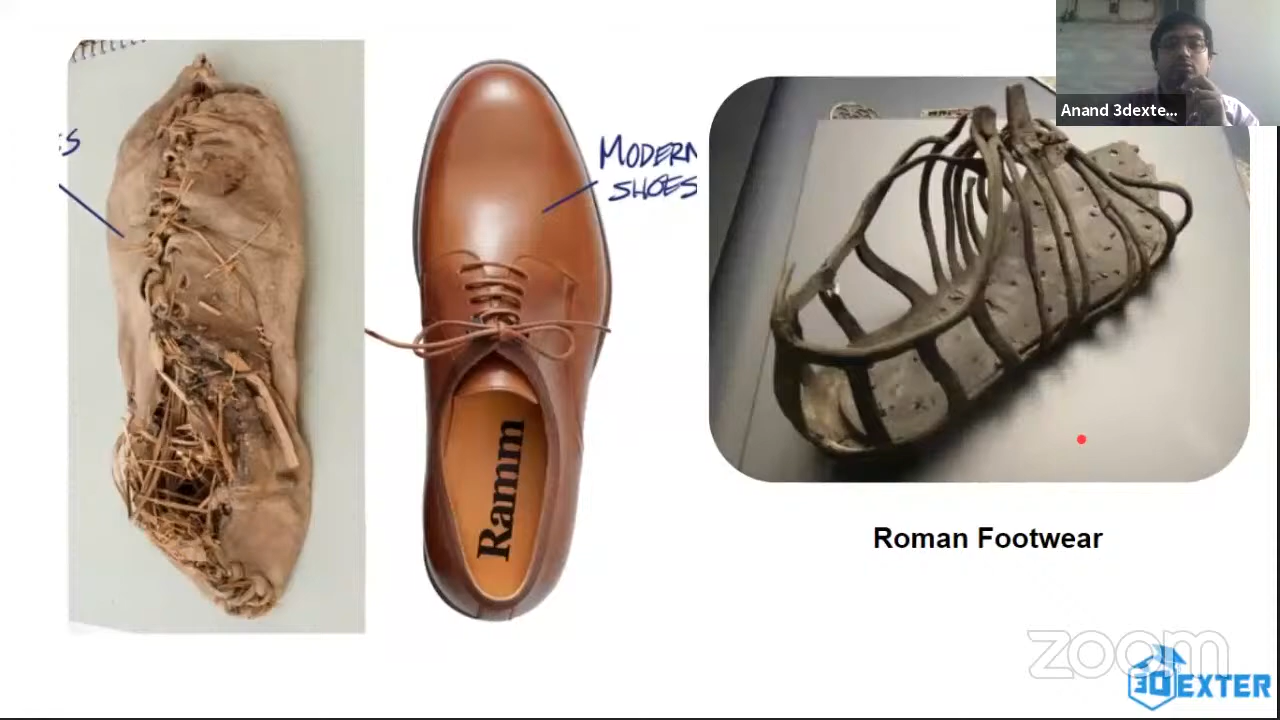 MODERN
SHOES
Ramm
Roman Footwear
Anand 3dexte...
zoom
3DEXTER